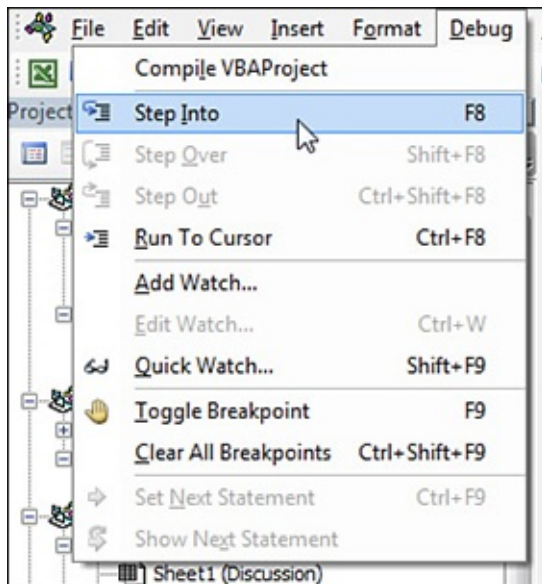 File Edit View Insert Format Debug
Compile VBAProject
Project
Step Into F8
Step Over Shift+F8
Step Out Ctrl+Shift+F8
Run To Cursor Ctrl+F8
Add Watch...
Edit Watch... Ctrl+W
Quick Watch... Shift+F9
Toggle Breakpoint F9
Clear All Breakpoints Ctrl+Shift+F9
Set Next Statement Ctrl+F9
Show Next Statement
Sheet1 (Discussion)